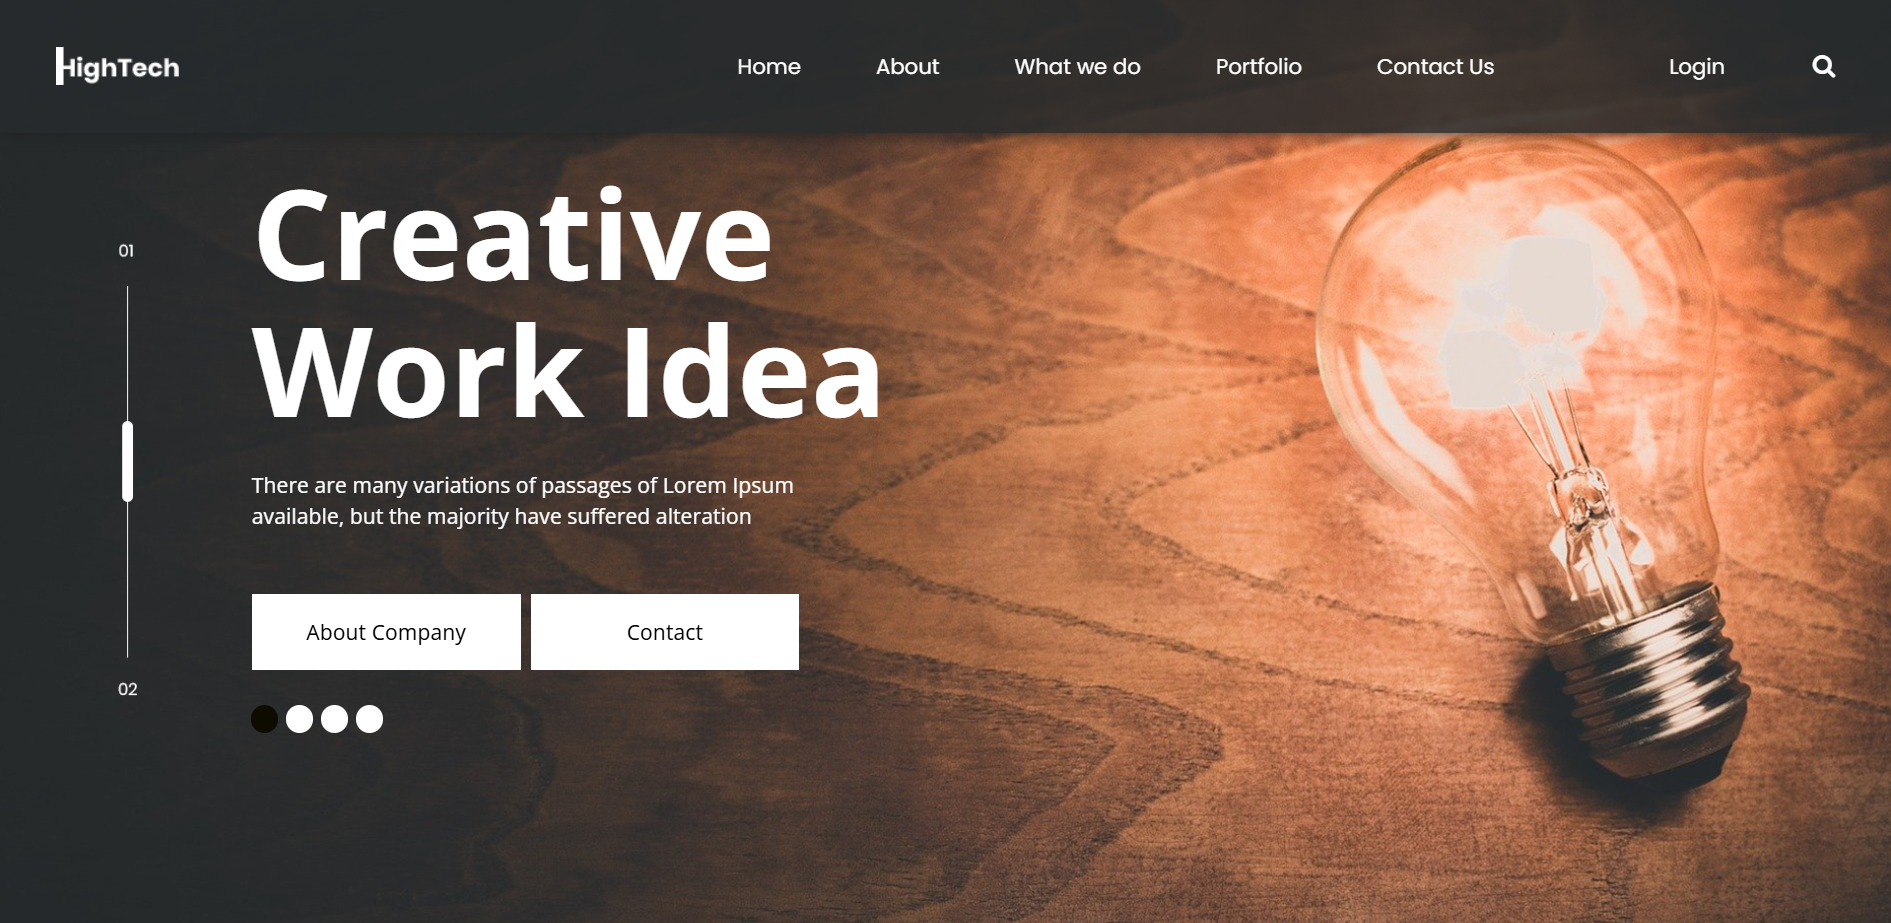 HighTech
Home About What we do Portfolio Contact Us Login
01
Creative
Work Idea
There are many variations of passages of Lorem Ipsum
available, but the majority have suffered alteration
About Company Contact
02